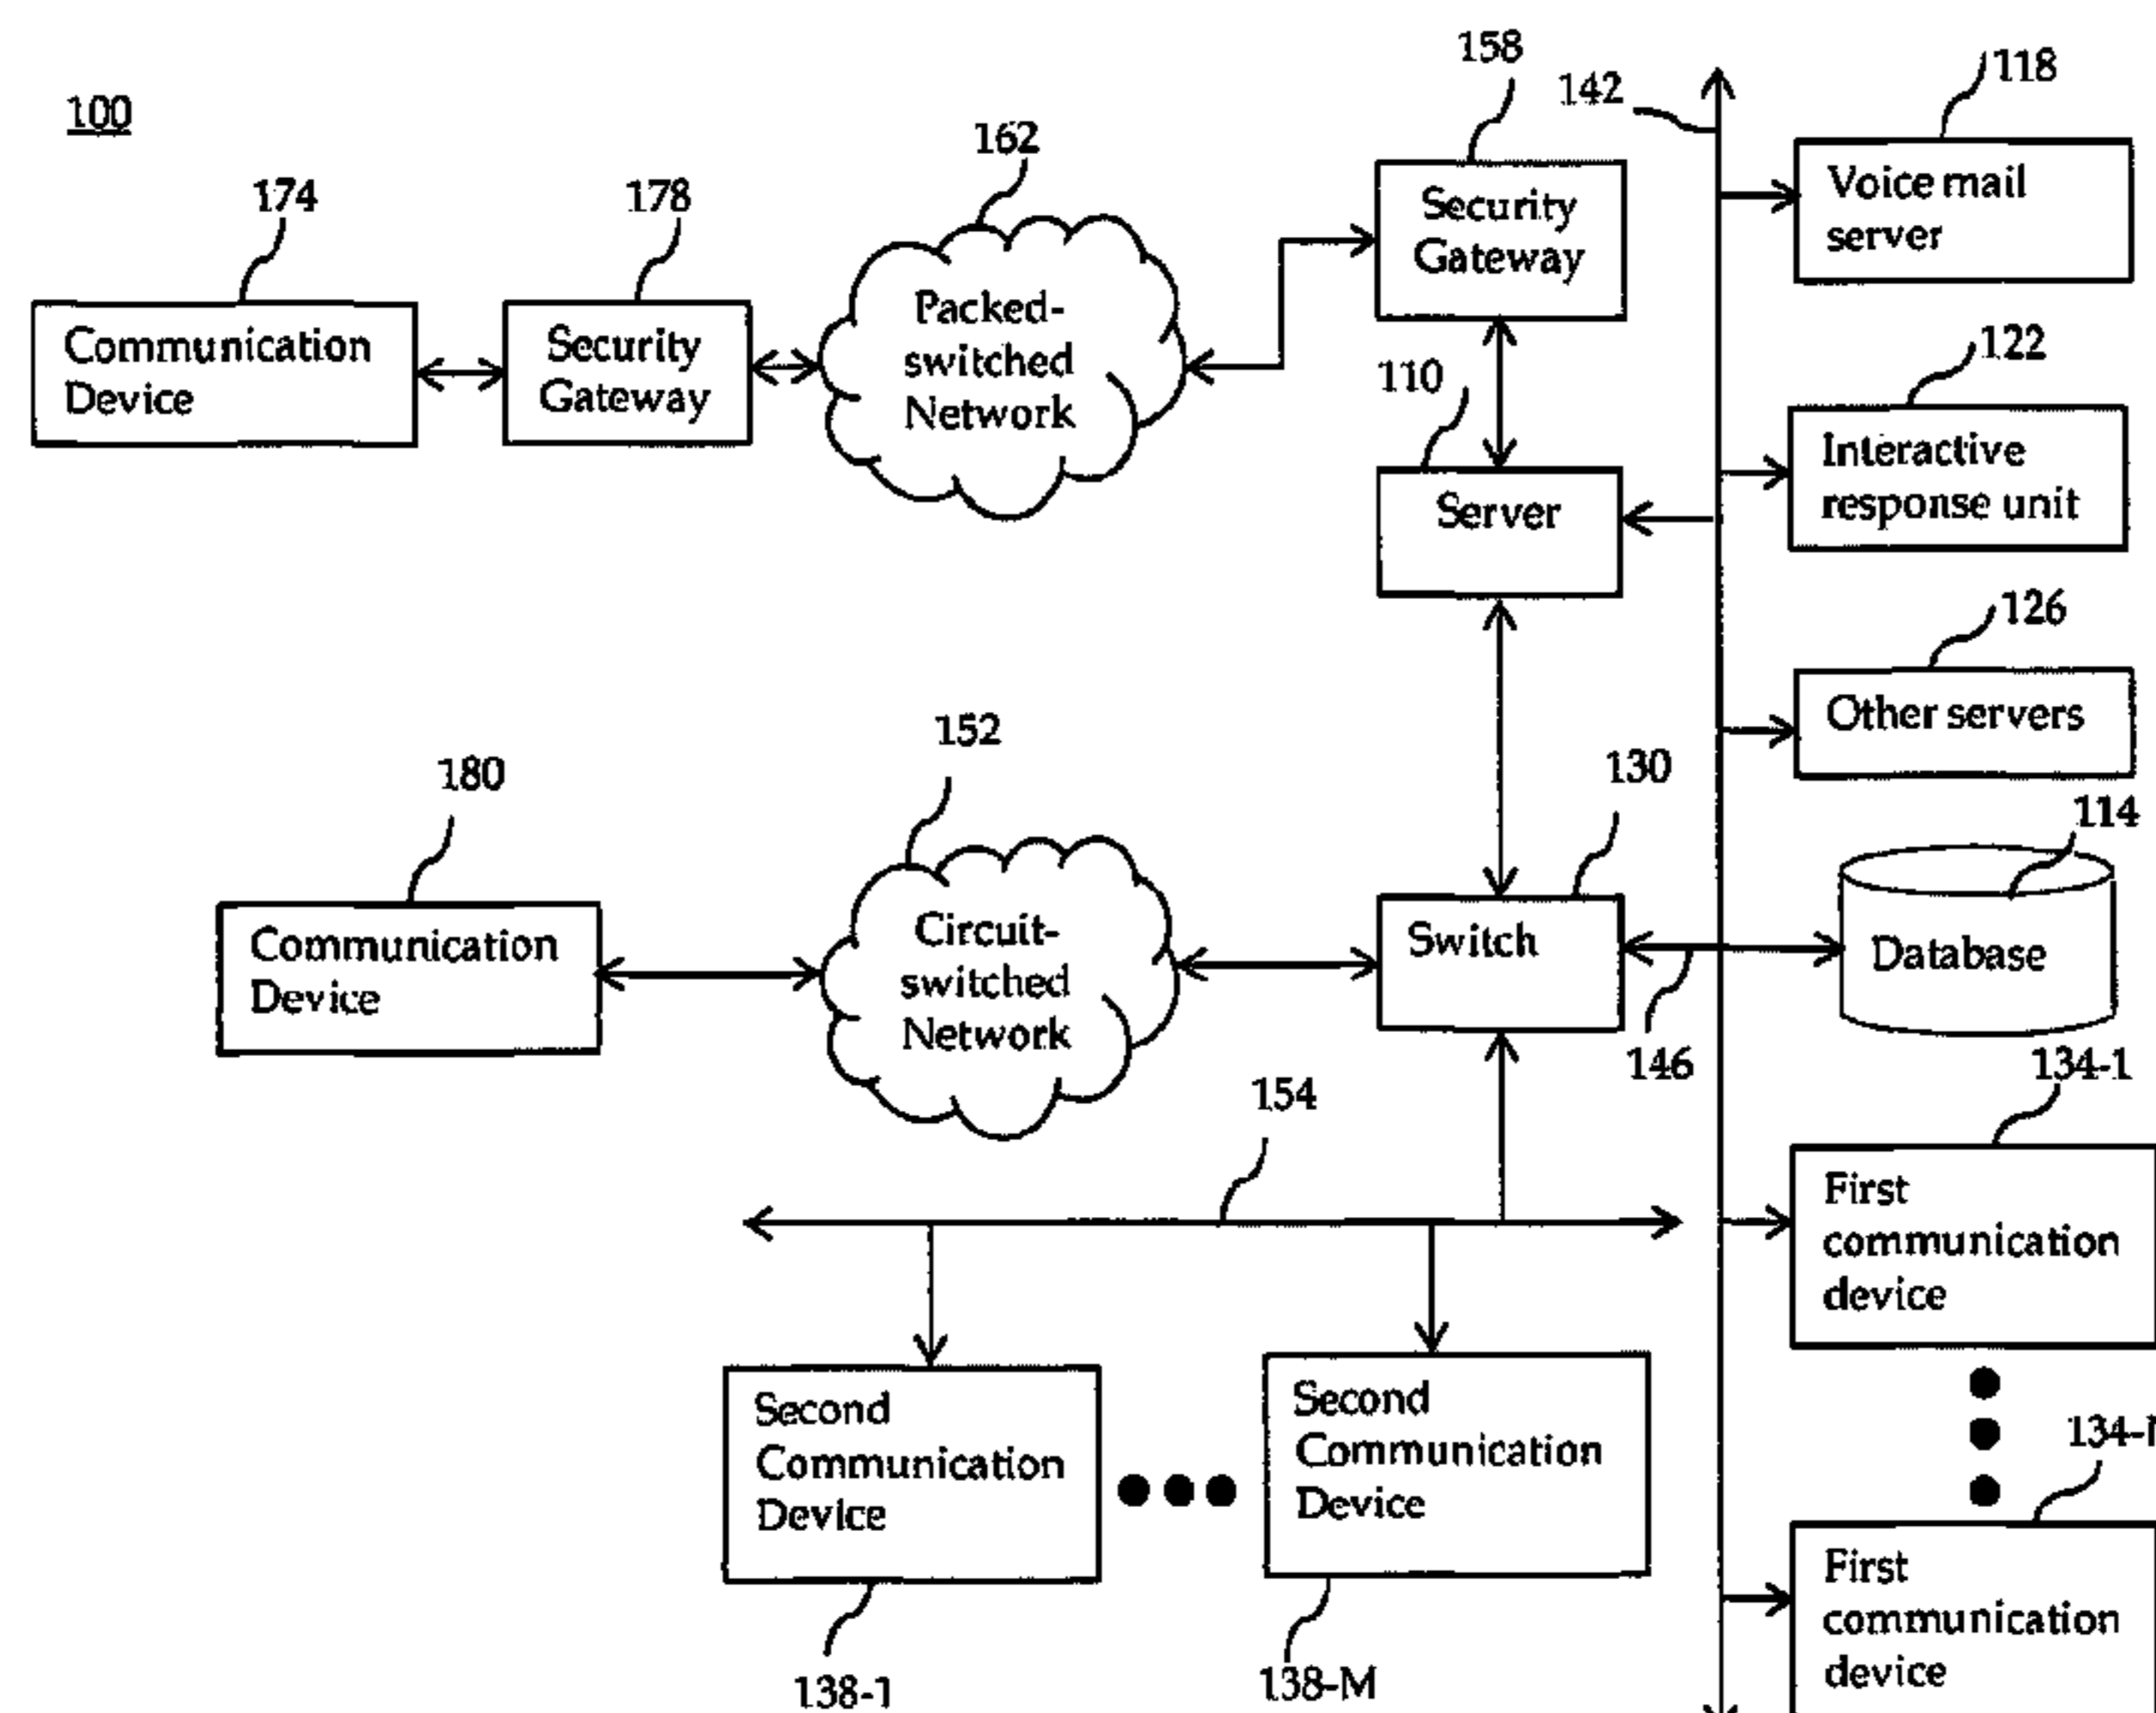 100
174
Communication
Device
178
Security
Gateway
162
Packed-
switched
Network
158
Security
Gateway
142
118
Voice mail
server
110
Server
122
Interactive
response unit
126
Other servers
180
Communication
Device
152
Circuit-
switched
Network
130
Switch
146
114
Database
154
134-1
First
communication
device
134-N
First
communication
device
Second
Communication
Device
138-1
Second
Communication
Device
138-M